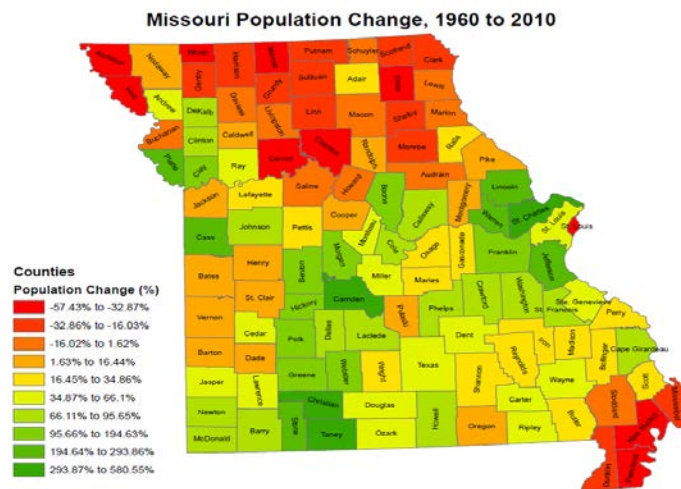 Missouri Population Change, 1960 to 2010
Atchison
Nodaway
Worth
Harrison
Mercer
Putnam
Schuyler
Scotland
Clark
Holt
Gentry
Grundy
Sullivan
Adair
Knox
Lewis
Andrew
DeKalb
Daviess
Livingston
Linn
Macon
Shelby
Marion
Buchanan
Clinton
Caldwell
Chariton
Randolph
Monroe
Ralls
Platte
Clay
Ray
Carroll
Pike
Saline
Howard
Boone
Audrain
Lincoln
Jackson
Lafayette
Cooper
Callaway
Montgomery
Warren
St. Charles
St. Louis
St. Louis
Cass
Johnson
Pettis
Moniteau
Cole
Osage
Gasconade
Franklin
Jefferson
Bates
Henry
Benton
Morgan
Miller
Maries
St. Clair
Hickory
Camden
Pulaski
Phelps
Crawford
Washington
St. Francois
Ste. Genevieve
Perry
Vernon
Cedar
Polk
Dallas
Laclede
Dent
Iron
Madison
Bollinger
Cape Girardeau
Barton
Dade
Greene
Webster
Wright
Texas
Shannon
Reynolds
Wayne
Scott
Jasper
Lawrence
Christian
Douglas
Carter
Butler
Stoddard
Mississippi
Newton
McDonald
Barry
Stone
Taney
Ozark
Howell
Oregon
Ripley
New Madrid
Dunklin
Pemiscot
Counties
Population Change (%)
-57.43% to -32.87%
-32.86% to -16.03%
-16.02% to 1.62%
1.63% to 16.44%
16.45% to 34.86%
34.87% to 66.1%
66.11% to 95.65%
95.66% to 194.63%
194.64% to 293.86%
293.87% to 580.55%